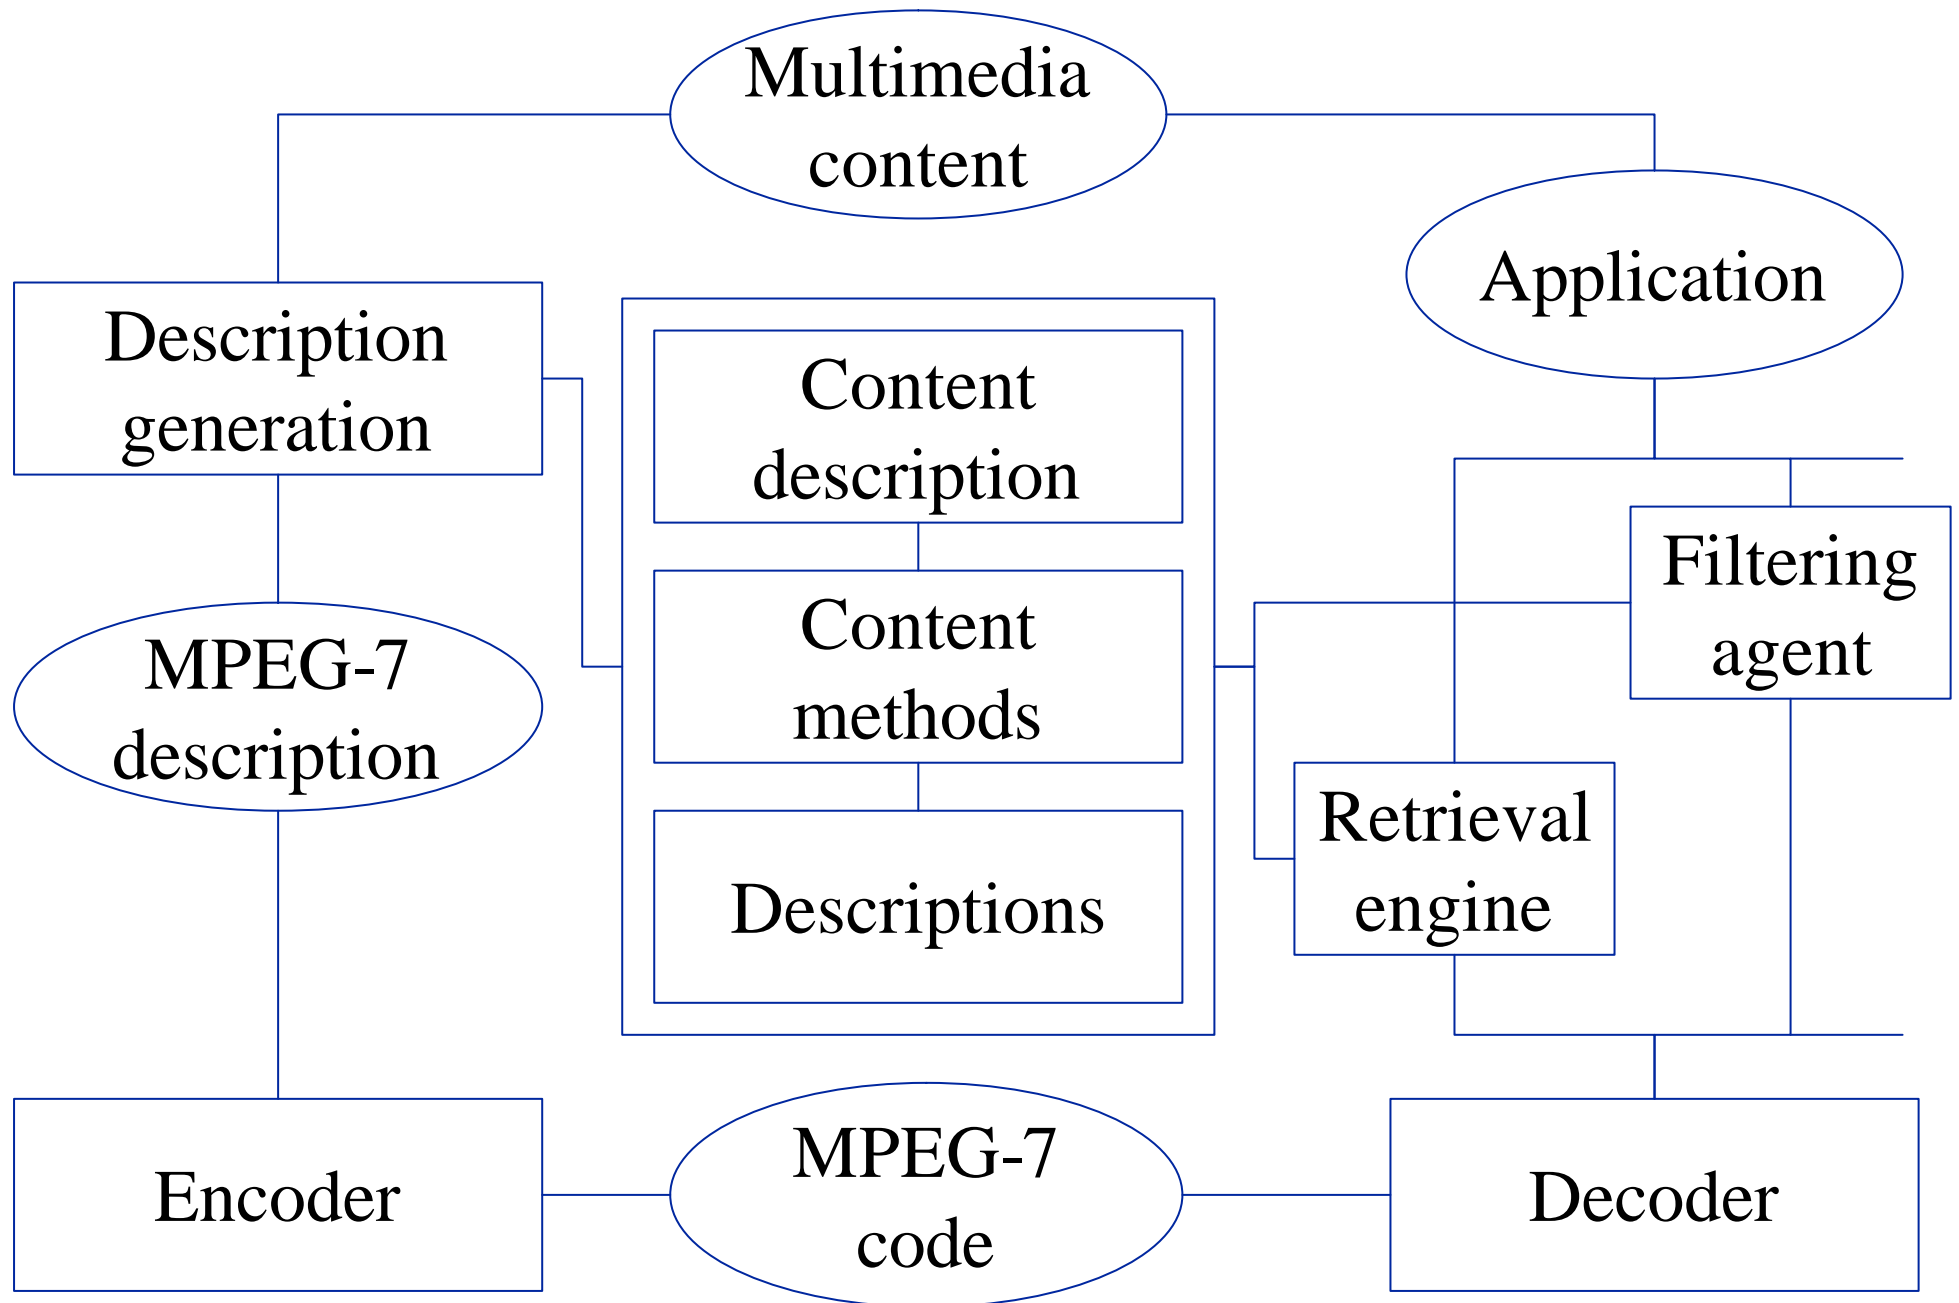 Multimedia
content
Application
Description
generation
Content
description
Filtering
agent
Content
methods
MPEG-7
description
Retrieval
engine
Descriptions
Encoder
MPEG-7
code
Decoder